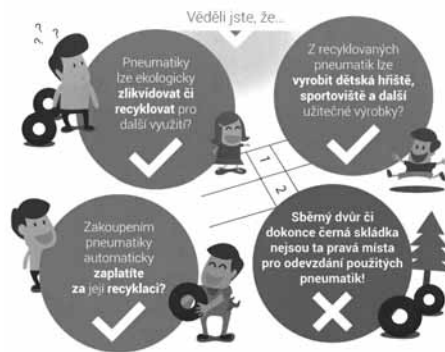 Věděli jste, že...
Pneumatiky
lze ekologicky
zlikvidovat či
recyklovat pro
další využití?
Z recyklovaných
pneumatik lze
vyrobit dětská hřiště,
sportoviště a další
užitečné výrobky?
1
2
Zakoupením
pneumatiky
automaticky
zaplatíte
za její recyklaci?
Sběrný dvůr či
dokonce černá skládka
nejsou ta pravá místa
pro odevzdání použitých
pneumatik!